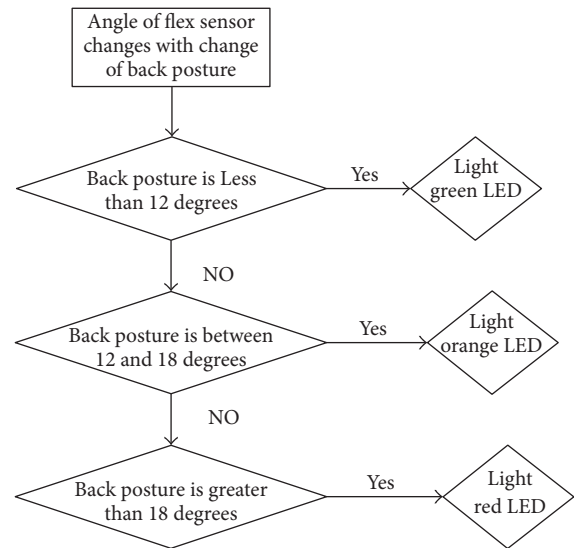 Angle of flex sensor
changes with change
of back posture
Back posture is Less
than 12 degrees
Yes
Light
green LED
NO
Back posture is between
12 and 18 degrees
Yes
Light
orange LED
NO
Back posture is greater
than 18 degrees
Yes
Light
red LED